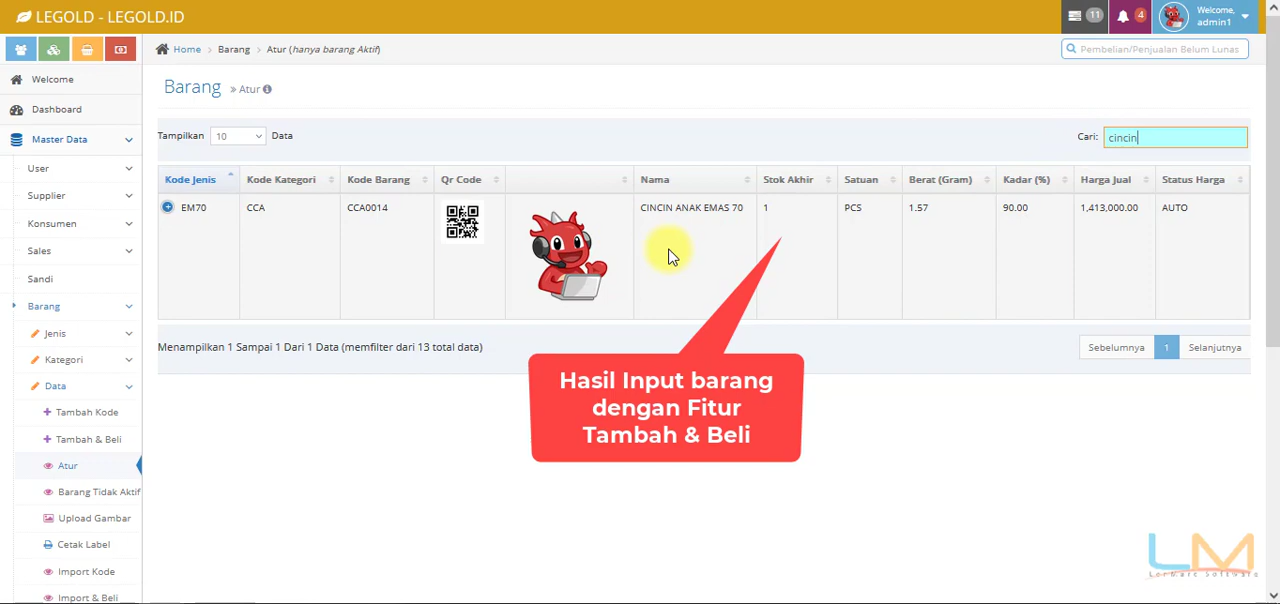 LEGOLD - LEGOLD.ID
11
4
Welcome,
admin1
Home › Barang › Atur (hanya barang Aktif)
Pembelian/Penjualan Belum Lunas
Welcome
Dashboard
Master Data
User
Supplier
Konsumen
Sales
Sandi
Barang
Jenis
Kategori
Data
Tambah Kode
Tambah & Beli
Atur
Barang Tidak Aktif
Upload Gambar
Cetak Label
Import Kode
Import & Beli
Barang » Atur
Tampilkan 10 Data
Cari: cincin
Kode Jenis Kode Kategori Kode Barang Qr Code Nama Stok Akhir Satuan Berat (Gram) Kadar (%) Harga Jual Status Harga
EM70 CCA CCA0014 CINCIN ANAK EMAS 70 1 PCS 1.57 90.00 1,413,000.00 AUTO
Menampilkan 1 Sampai 1 Dari 1 Data (memfilter dari 13 total data)
Sebelumnya 1 Selanjutnya
Hasil Input barang
dengan Fitur
Tambah & Beli
LM
LenMarc Software